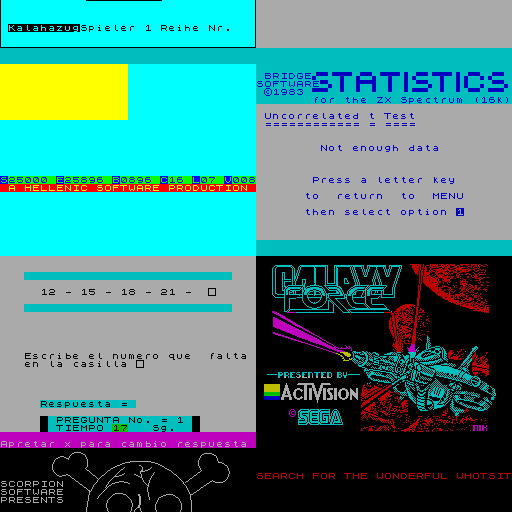 Kalahazug Spieler 1 Reihe Nr.
S25000 E25896 B0896 C16 L07 V008
A HELLENIC SOFTWARE PRODUCTION
BRIDGE
SOFTWARE
©1983
STATISTICS
for the ZX Spectrum (16k)
Uncorrelated t Test
============ = ====
Not enough data
Press a letter key
to return to MENU
then select option 1
12 - 15 - 18 - 21 - □
Escribe el numero que falta
en la casilla □
Respuesta =
PREGUNTA No. = 1
TIEMPO 17 Sg.
Apretar x para cambio respuesta
GALAXY
FORCE
PRESENTED BY
ACTIVISION
© SEGA
SCORPION
SOFTWARE
PRESENTS
SEARCH FOR THE WONDERFUL WHOTSIT